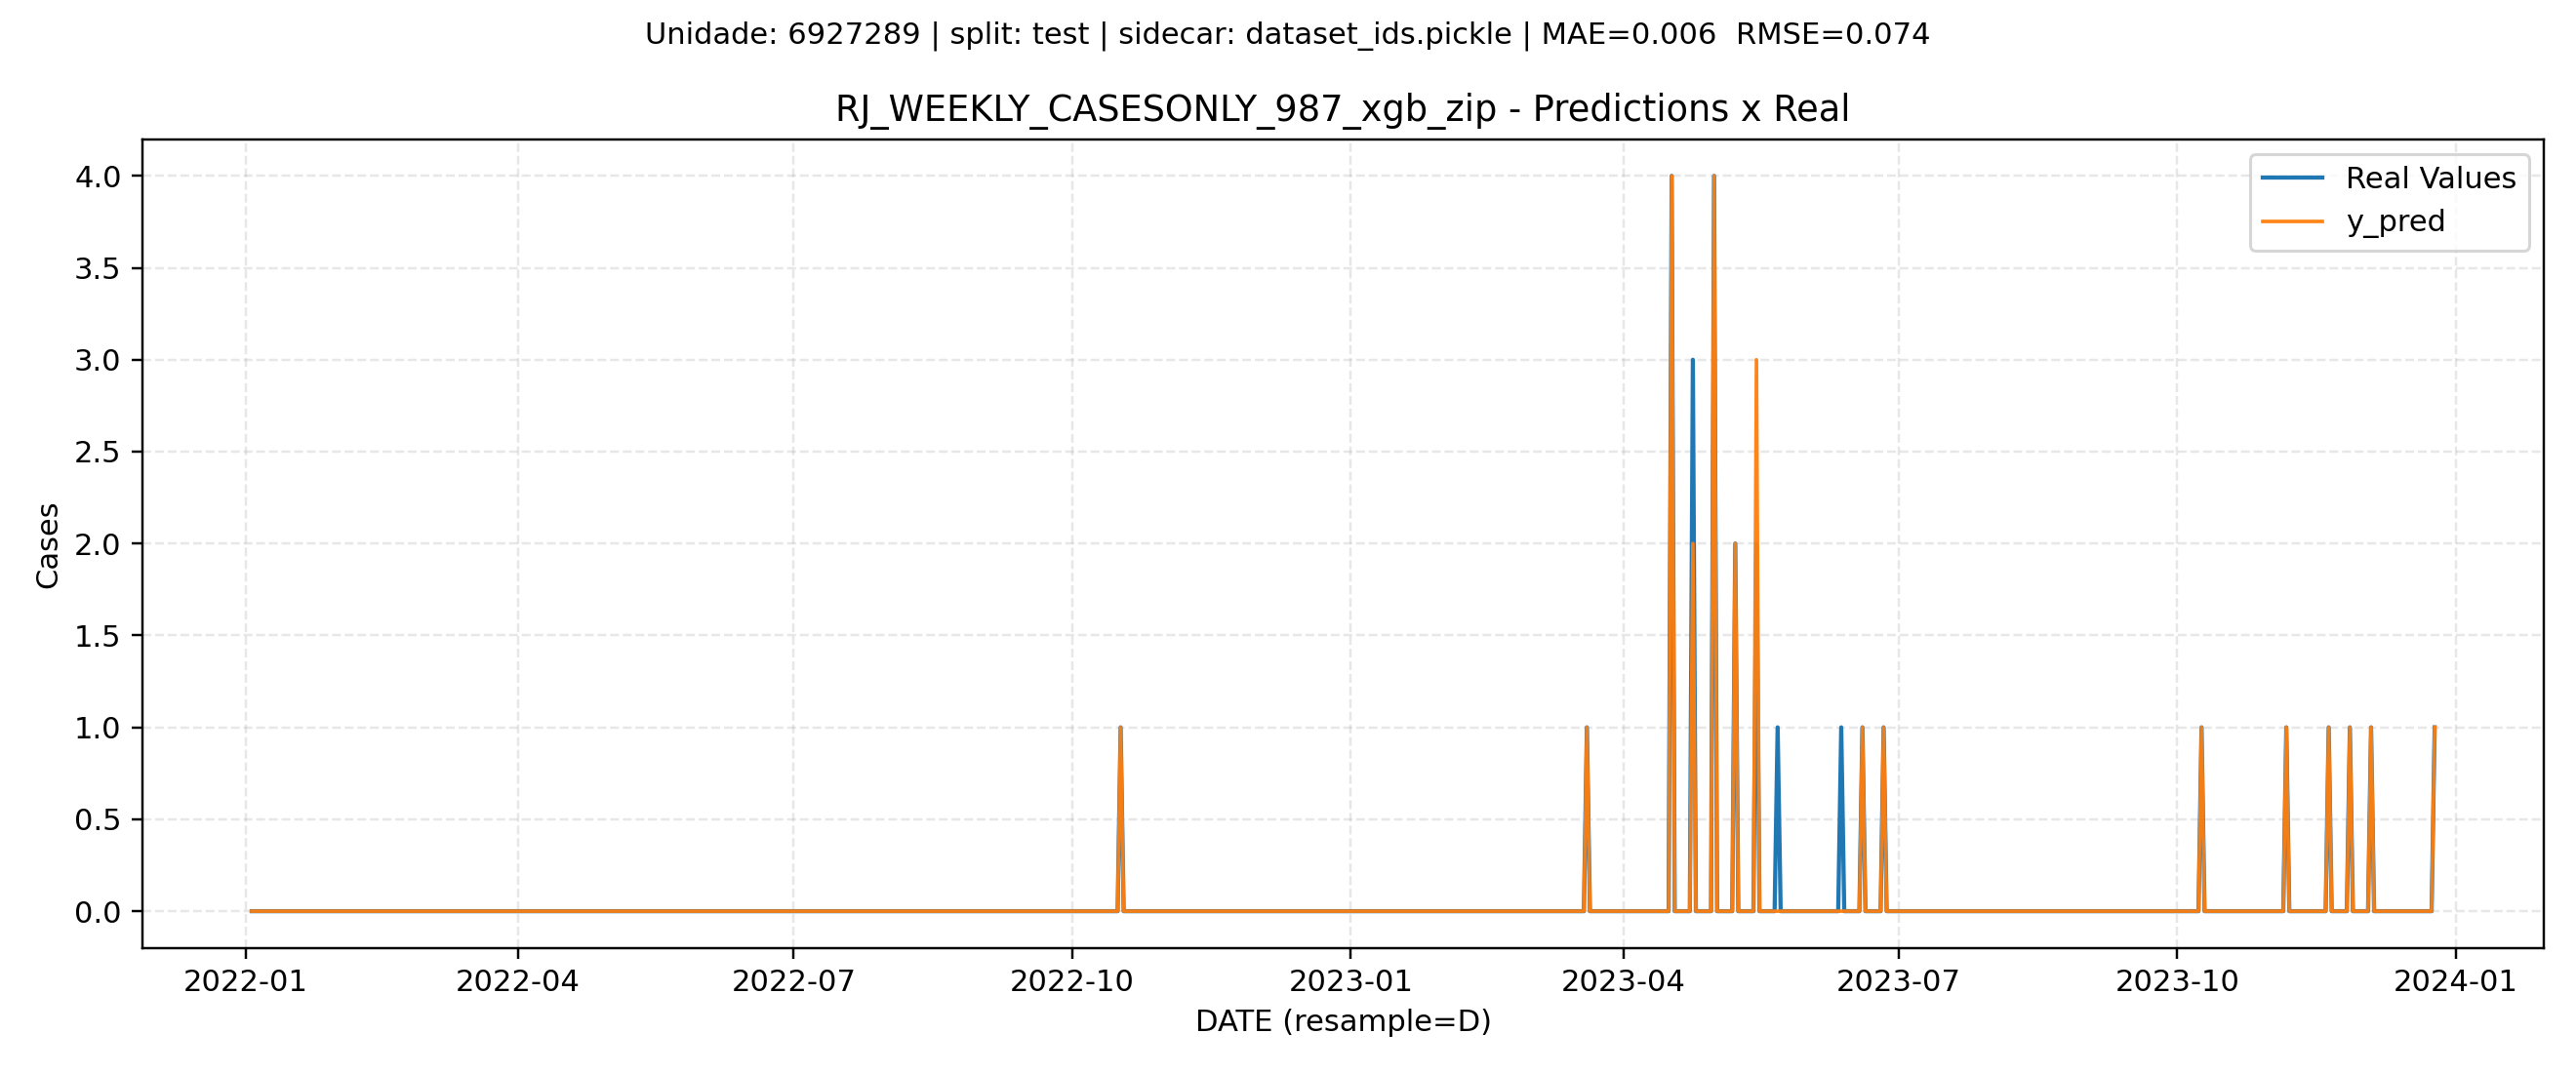 Unidade: 6927289 | split: test | sidecar: dataset_ids.pickle | MAE=0.006  RMSE=0.074
RJ_WEEKLY_CASESONLY_987_xgb_zip - Predictions x Real
Real Values
y_pred
4.0
3.5
3.0
2.5
2.0
1.5
1.0
0.5
0.0
Cases
2022-01 2022-04 2022-07 2022-10 2023-01 2023-04 2023-07 2023-10 2024-01
DATE (resample=D)